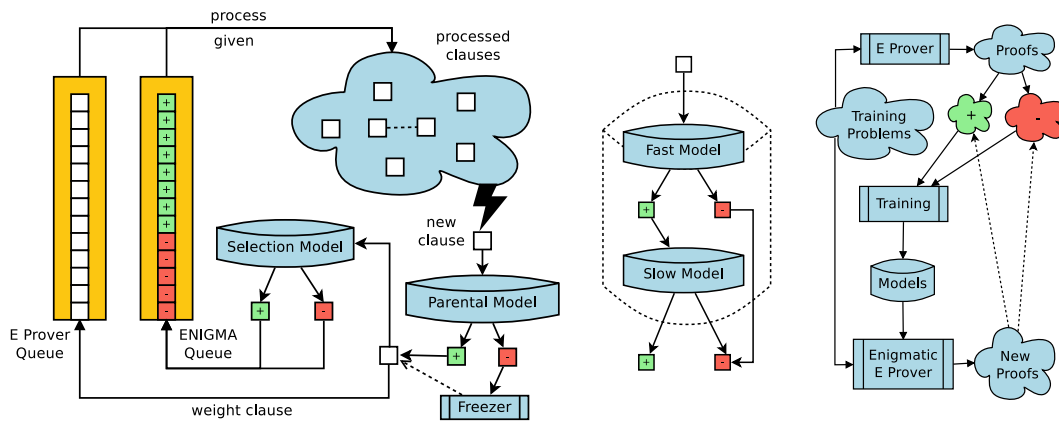 process
given
processed
clauses
+
+
+
+
+
+
+
+
-
-
-
-
-
new
clause
Selection Model
+
-
Parental Model
+
-
E Prover
Queue
ENIGMA
Queue
weight clause
Freezer
Fast Model
+
-
Slow Model
+
-
E Prover
Proofs
Training
Problems
+
-
Training
Models
Enigmatic
E Prover
New
Proofs